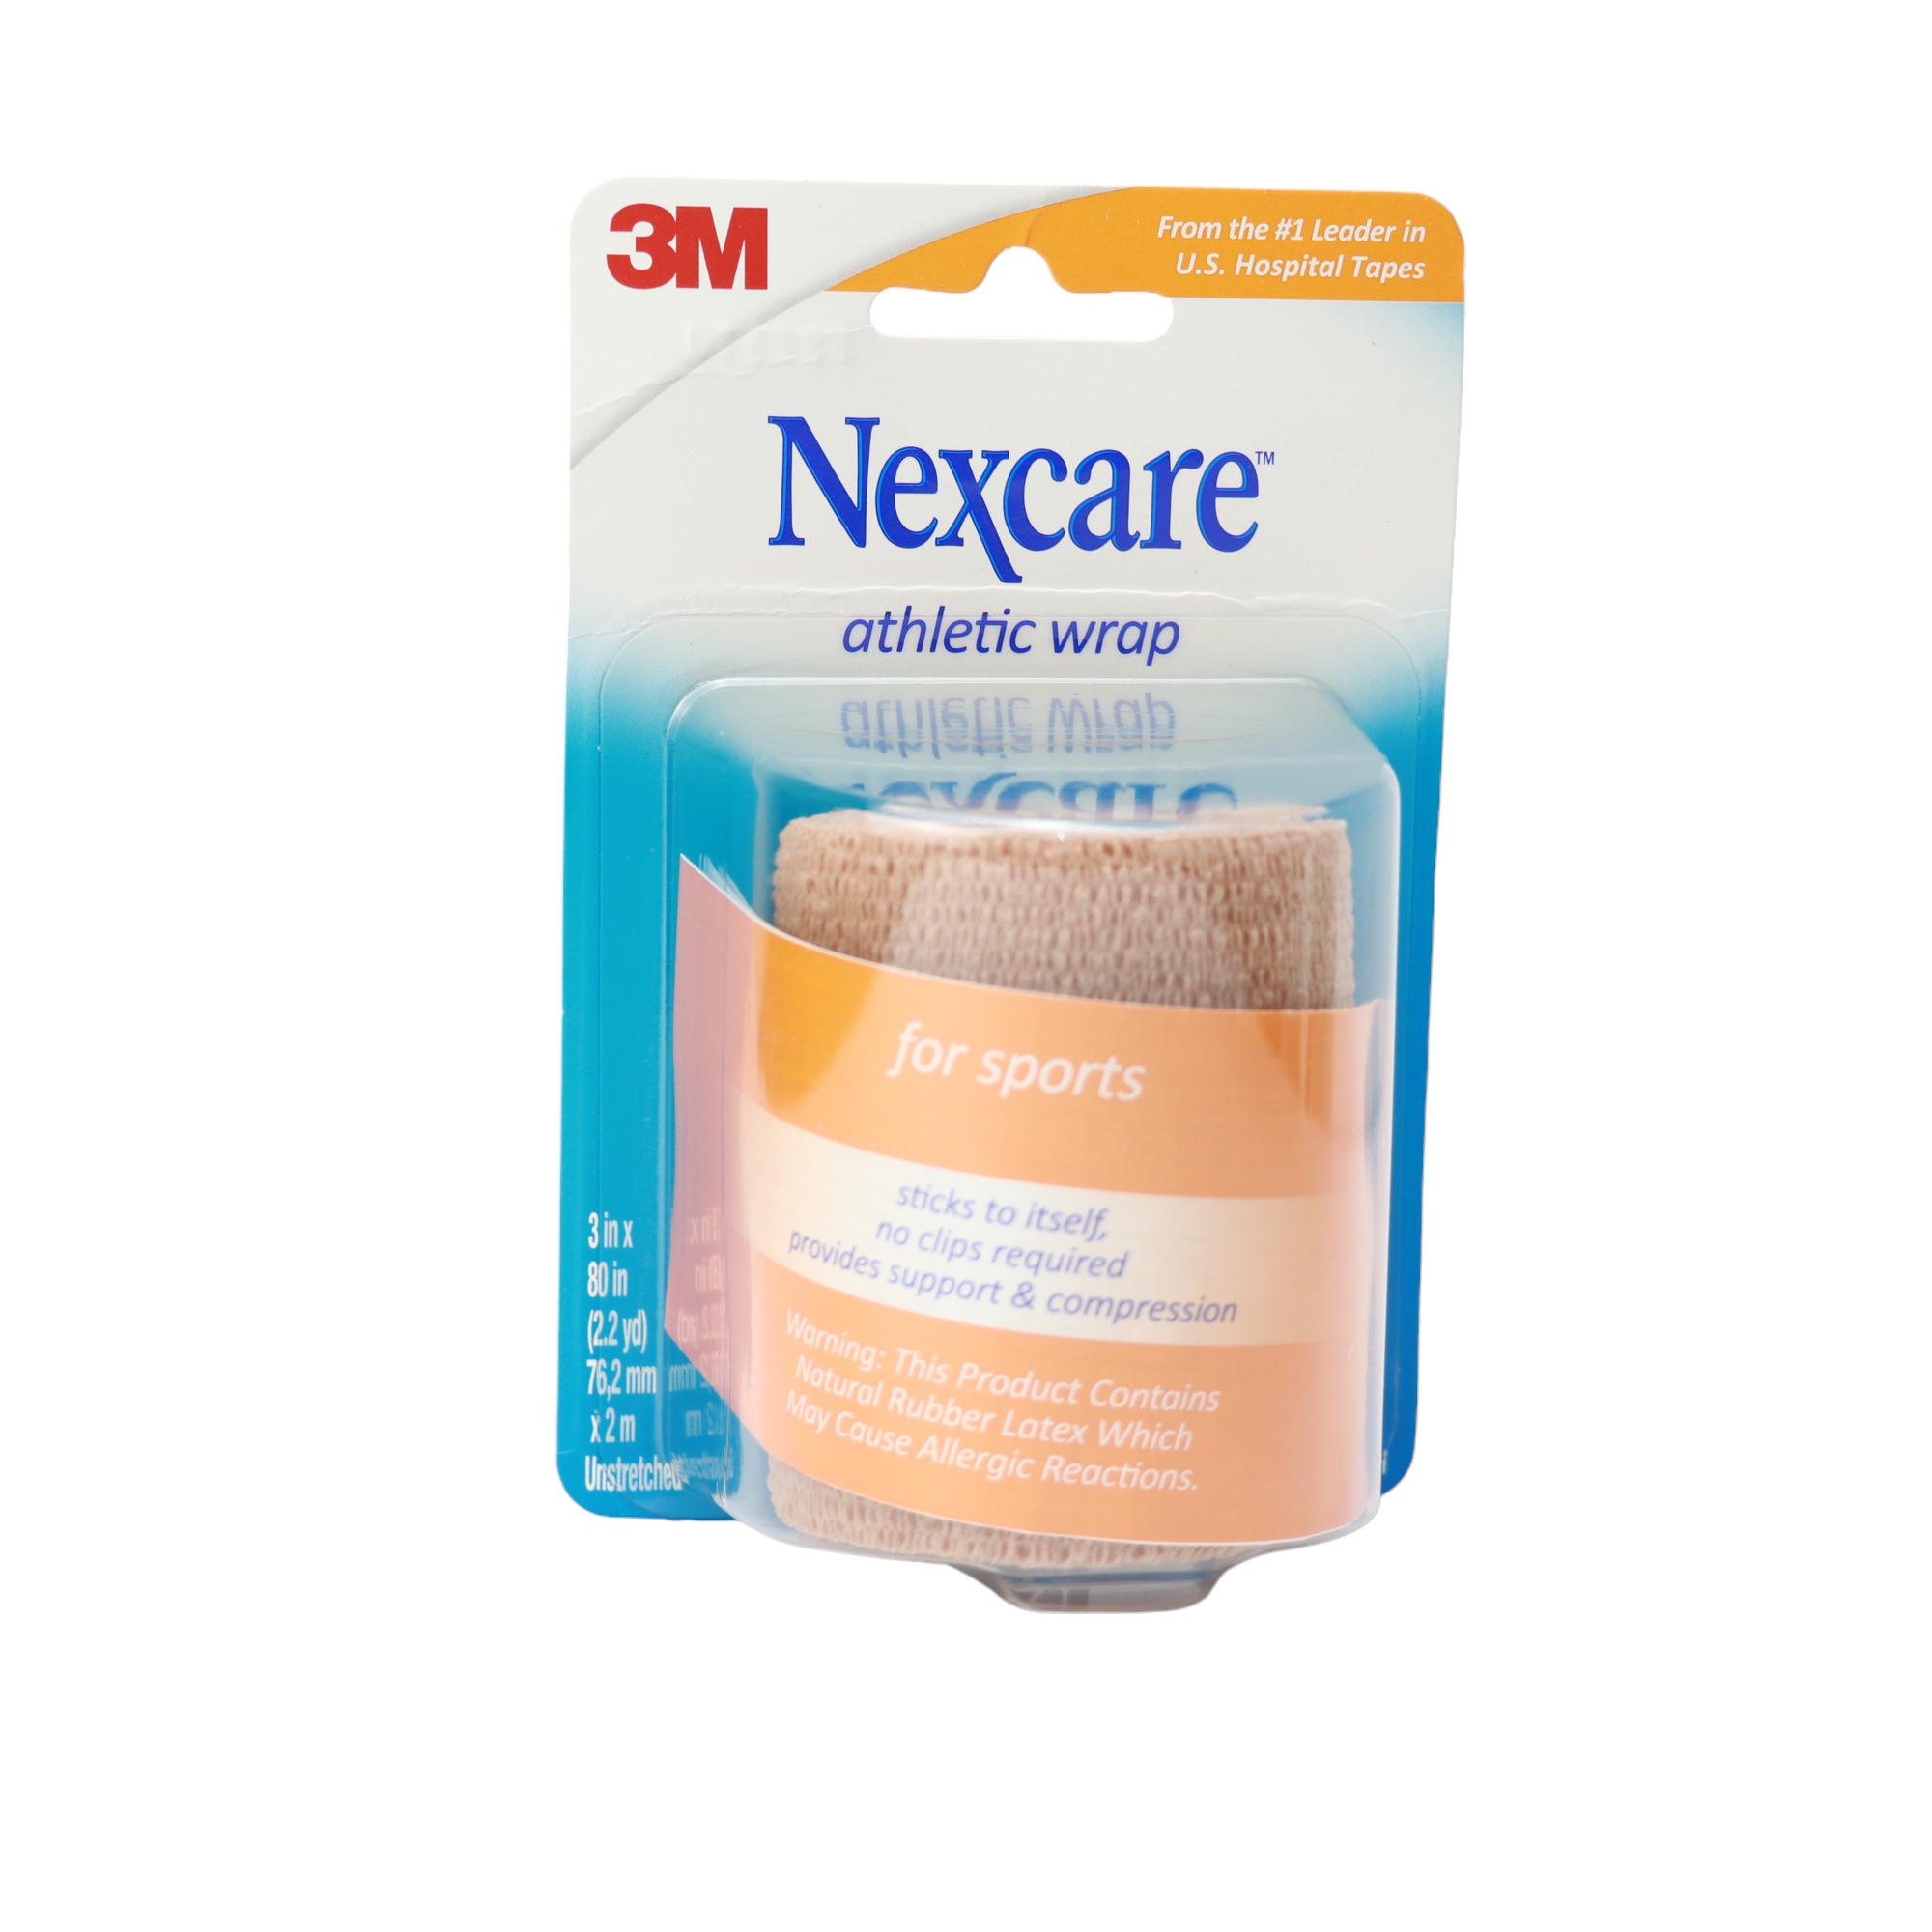 3M
From the #1 Leader in
U.S. Hospital Tapes
Nexcare™
athletic wrap
for sports
sticks to itself,
no clips required
provides support & compression
Warning: This Product Contains
Natural Rubber Latex Which
May Cause Allergic Reactions.
3 in x
80 in
(2.2 yd)
76,2 mm
x 2 m
Unstretched